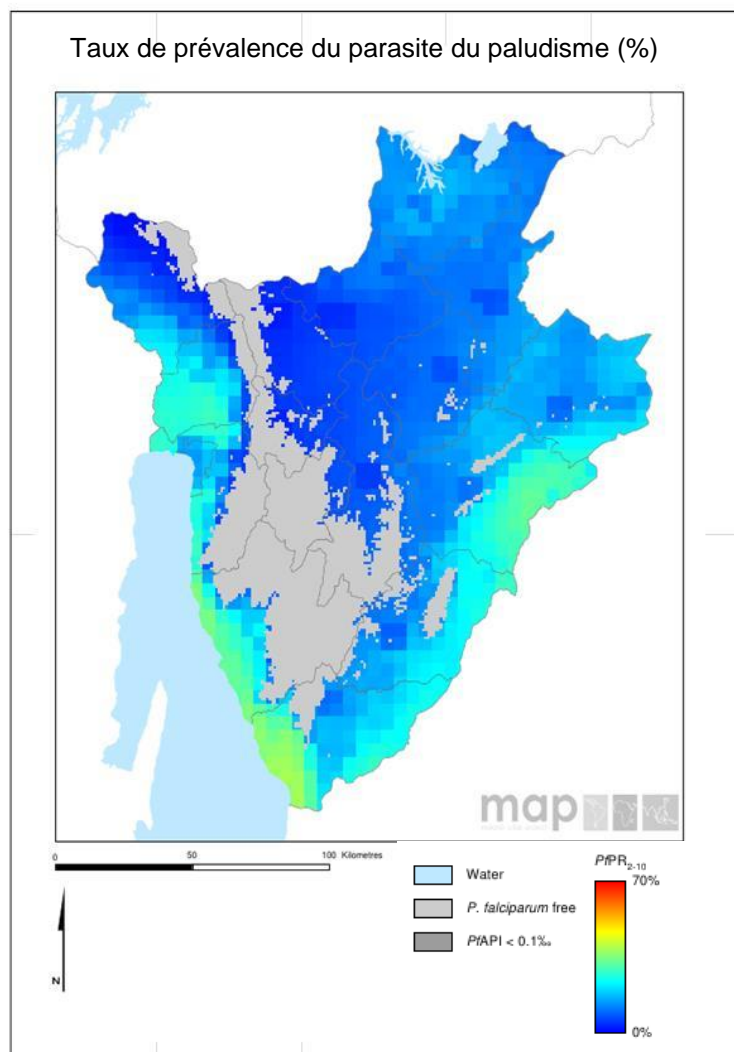 Taux de prévalence du parasite du paludisme (%)
map
0 50 100 Kilometres
Water
P. falciparum free
PfAPI < 0.1‰
PfPR2-10
70%
0%
N